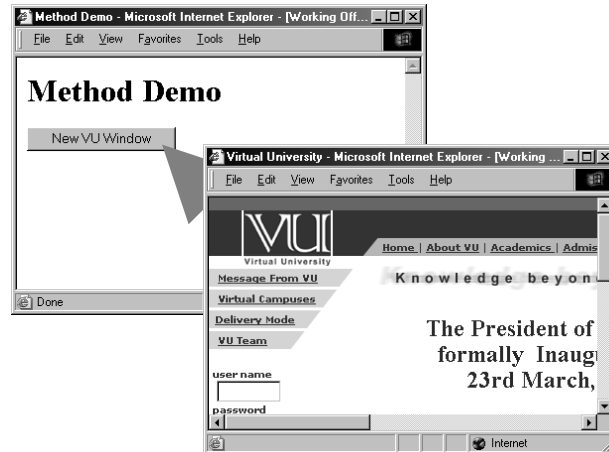 Method Demo - Microsoft Internet Explorer - [Working Off...
File Edit View Favorites Tools Help
Method Demo
New VU Window
Done
Virtual University - Microsoft Internet Explorer - [Working ...
File Edit View Favorites Tools Help
VU
Virtual University
Home | About VU | Academics | Admis
Message From VU
Virtual Campuses
Delivery Mode
VU Team
Knowledge beyon
The President of
formally Inaug
23rd March,
user name
password
Internet